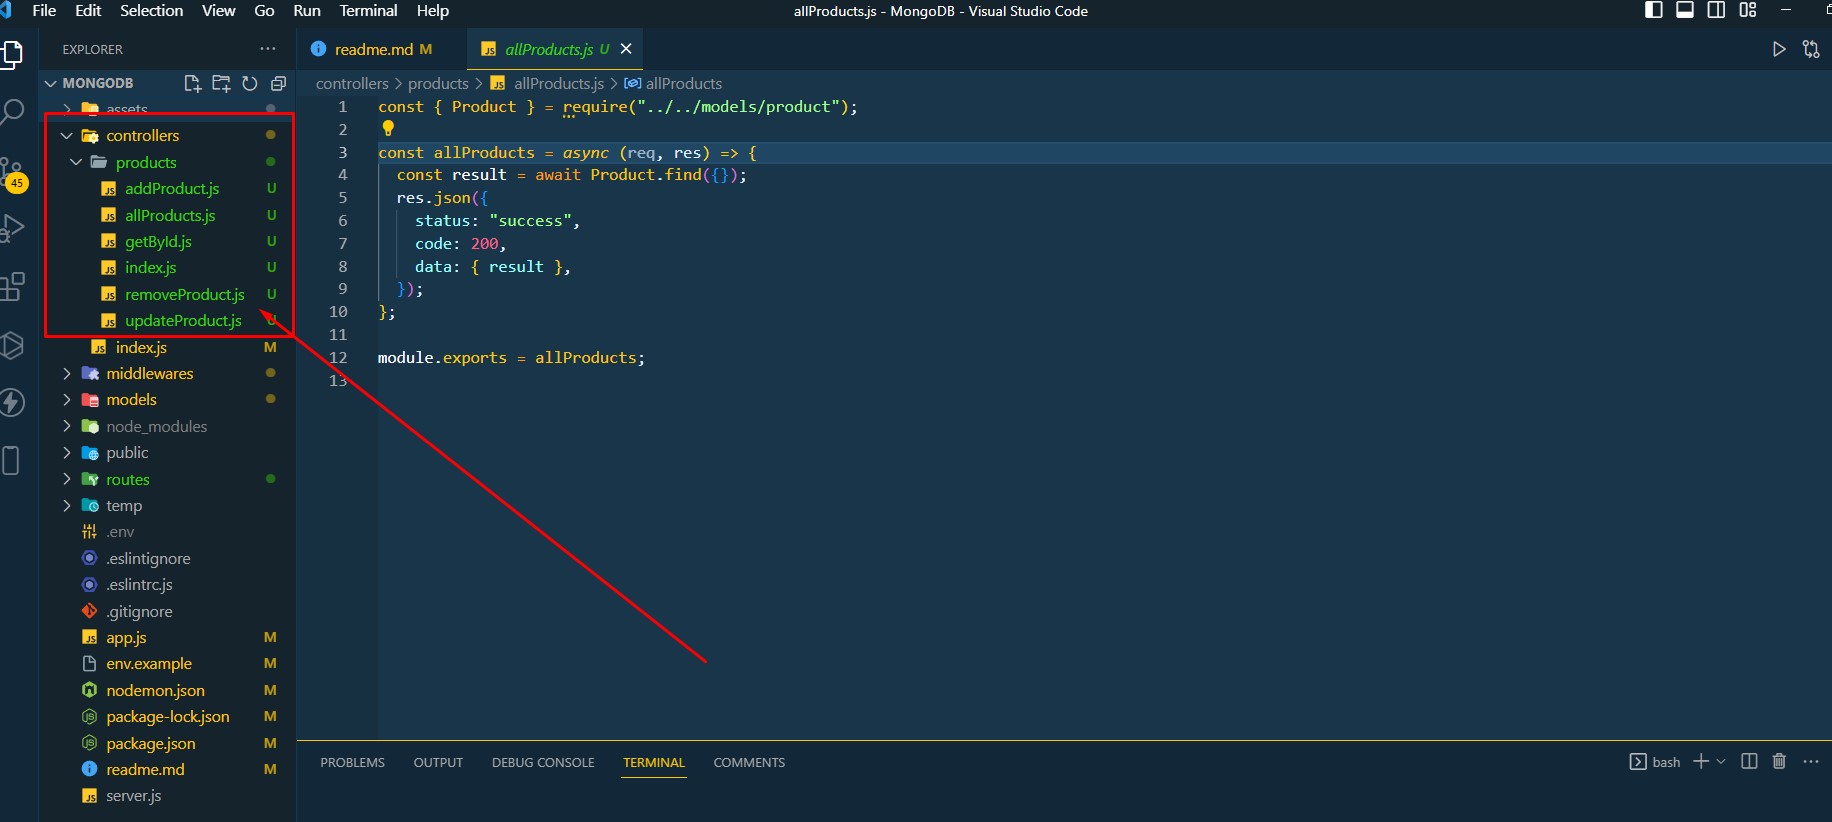 File Edit Selection View Go Run Terminal Help
allProducts.js - MongoDB - Visual Studio Code
EXPLORER
MONGODB
assets
controllers
products
addProduct.js U
allProducts.js U
getById.js U
index.js U
removeProduct.js U
updateProduct.js U
index.js M
middlewares
models
node_modules
public
routes
temp
.env
.eslintignore
.eslintrc.js
.gitignore
app.js M
env.example M
nodemon.json M
package-lock.json M
package.json M
readme.md M
server.js
45
readme.md M
allProducts.js U
controllers > products > allProducts.js > allProducts
1 const { Product } = require("../../models/product");
2
3 const allProducts = async (req, res) => {
4 const result = await Product.find({});
5 res.json({
6 status: "success",
7 code: 200,
8 data: { result },
9 });
10 };
11
12 module.exports = allProducts;
13
PROBLEMS OUTPUT DEBUG CONSOLE TERMINAL COMMENTS
bash